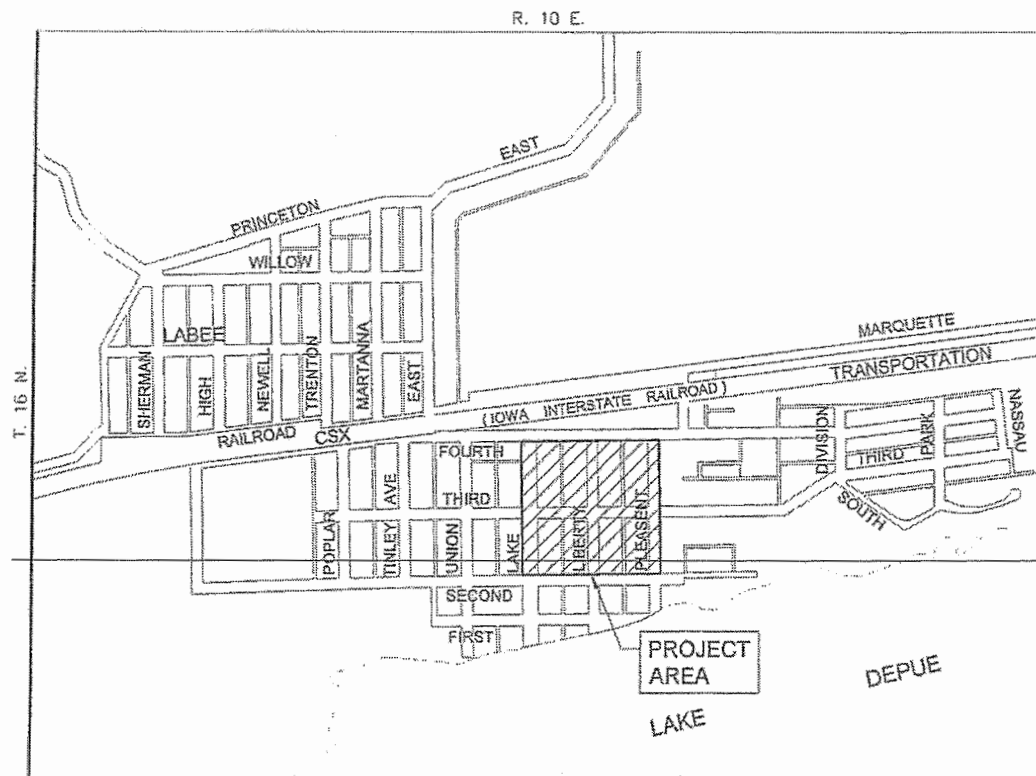 R. 10 E.
T. 16 N.
EAST
PRINCETON
WILLOW
LABEE
SHERMAN
HIGH
NEWELL
TRENTON
MARTANNA
EAST
MARQUETTE
TRANSPORTATION
( IOWA INTERSTATE RAILROAD )
RAILROAD CSX
FOURTH
THIRD
POPLAR
TINLEY AVE
UNION
LAKE
LIBERTY
PLEASENT
DIVISION
THIRD
PARK
NASSAU
SOUTH
SECOND
FIRST
PROJECT
AREA
LAKE DEPUE